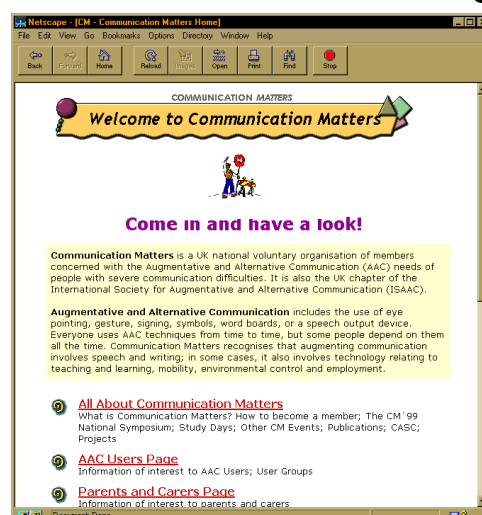 Netscape - [CM - Communication Matters Home]
File Edit View Go Bookmarks Options Directory Window Help
Back Forward Home Reload Images Open Print Find Stop
COMMUNICATION MATTERS
Welcome to Communication Matters
Come in and have a look!
Communication Matters is a UK national voluntary organisation of members
concerned with the Augmentative and Alternative Communication (AAC) needs of
people with severe communication difficulties. It is also the UK chapter of the
International Society for Augmentative and Alternative Communication (ISAAC).
Augmentative and Alternative Communication includes the use of eye
pointing, gesture, signing, symbols, word boards, or a speech output device.
Everyone uses AAC techniques from time to time, but some people depend on them
all the time. Communication Matters recognises that augmenting communication
involves speech and writing; in some cases, it also involves technology relating to
teaching and learning, mobility, environmental control and employment.
All About Communication Matters
What is Communication Matters? How to become a member; The CM´99
National Symposium; Study Days; Other CM Events; Publications; CASC;
Projects
AAC Users Page
Information of interest to AAC Users; User Groups
Parents and Carers Page
Information of interest to parents and carers
Document Done